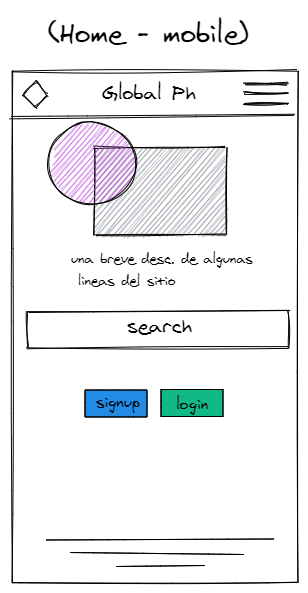 (Home - mobile)
Global Ph
una breve desc. de algunas
lineas del sitio
search
signup
login